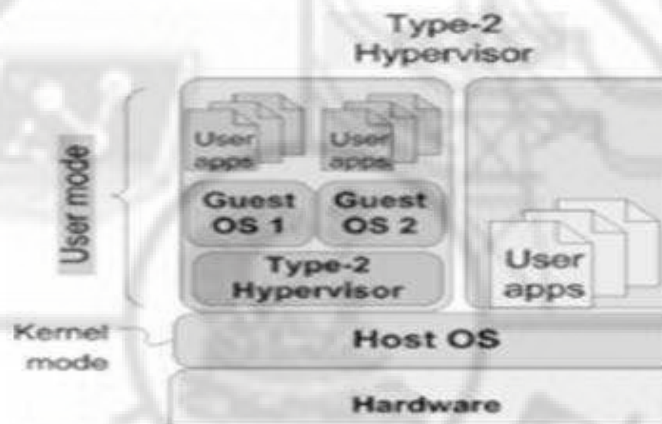 Type-2
Hypervisor
User mode
User
apps
User
apps
Guest
OS 1
Guest
OS 2
Type-2
Hypervisor
User
apps
Kernel
mode
Host OS
Hardware